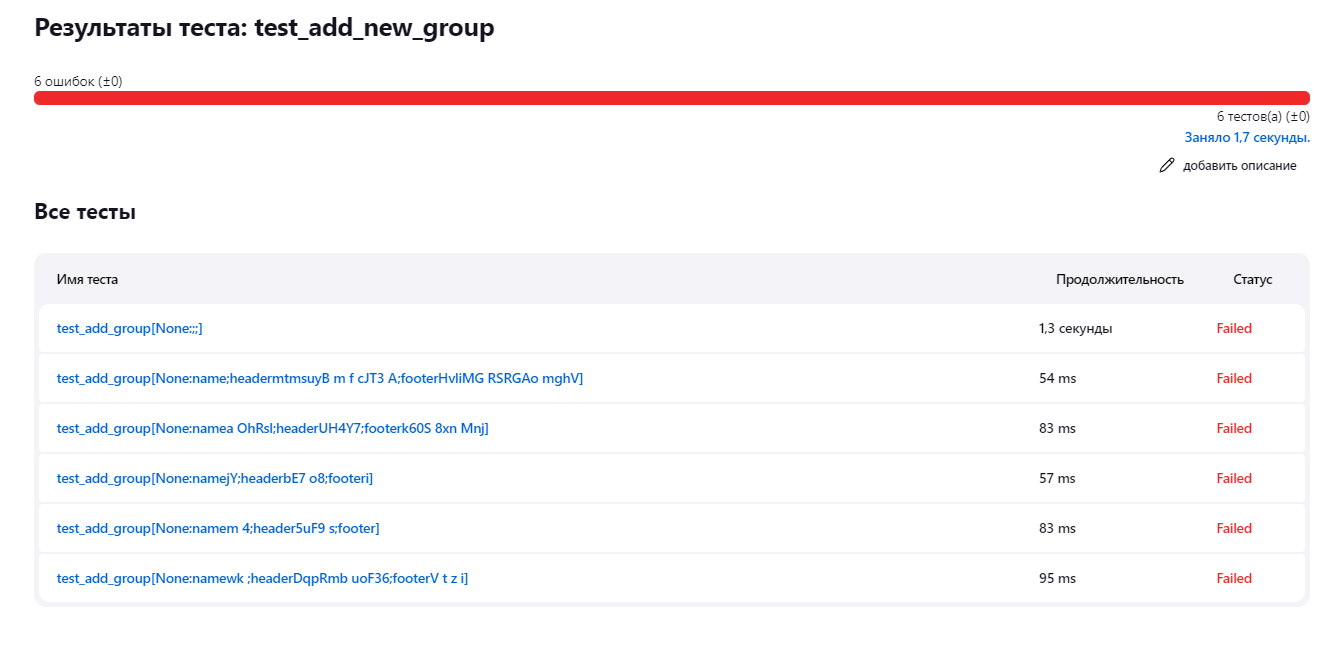 Результаты теста: test_add_new_group
6 ошибок (±0)
6 тестов(а) (±0)
Заняло 1,7 секунды.
добавить описание
Все тесты
Имя теста Продолжительность Статус
test_add_group[None:;;] 1,3 секунды Failed
test_add_group[None:name;headermtmsuyB m f cJT3 A;footerHvIiMG RSRGAo mghV] 54 ms Failed
test_add_group[None:namea OhRsl;headerUH4Y7;footerk60S 8xn Mnj] 83 ms Failed
test_add_group[None:namejY;headerbE7 o8;footeri] 57 ms Failed
test_add_group[None:namem 4;header5uF9 s;footer] 83 ms Failed
test_add_group[None:namewk ;headerDqpRmb uoF36;footerV t z i] 95 ms Failed